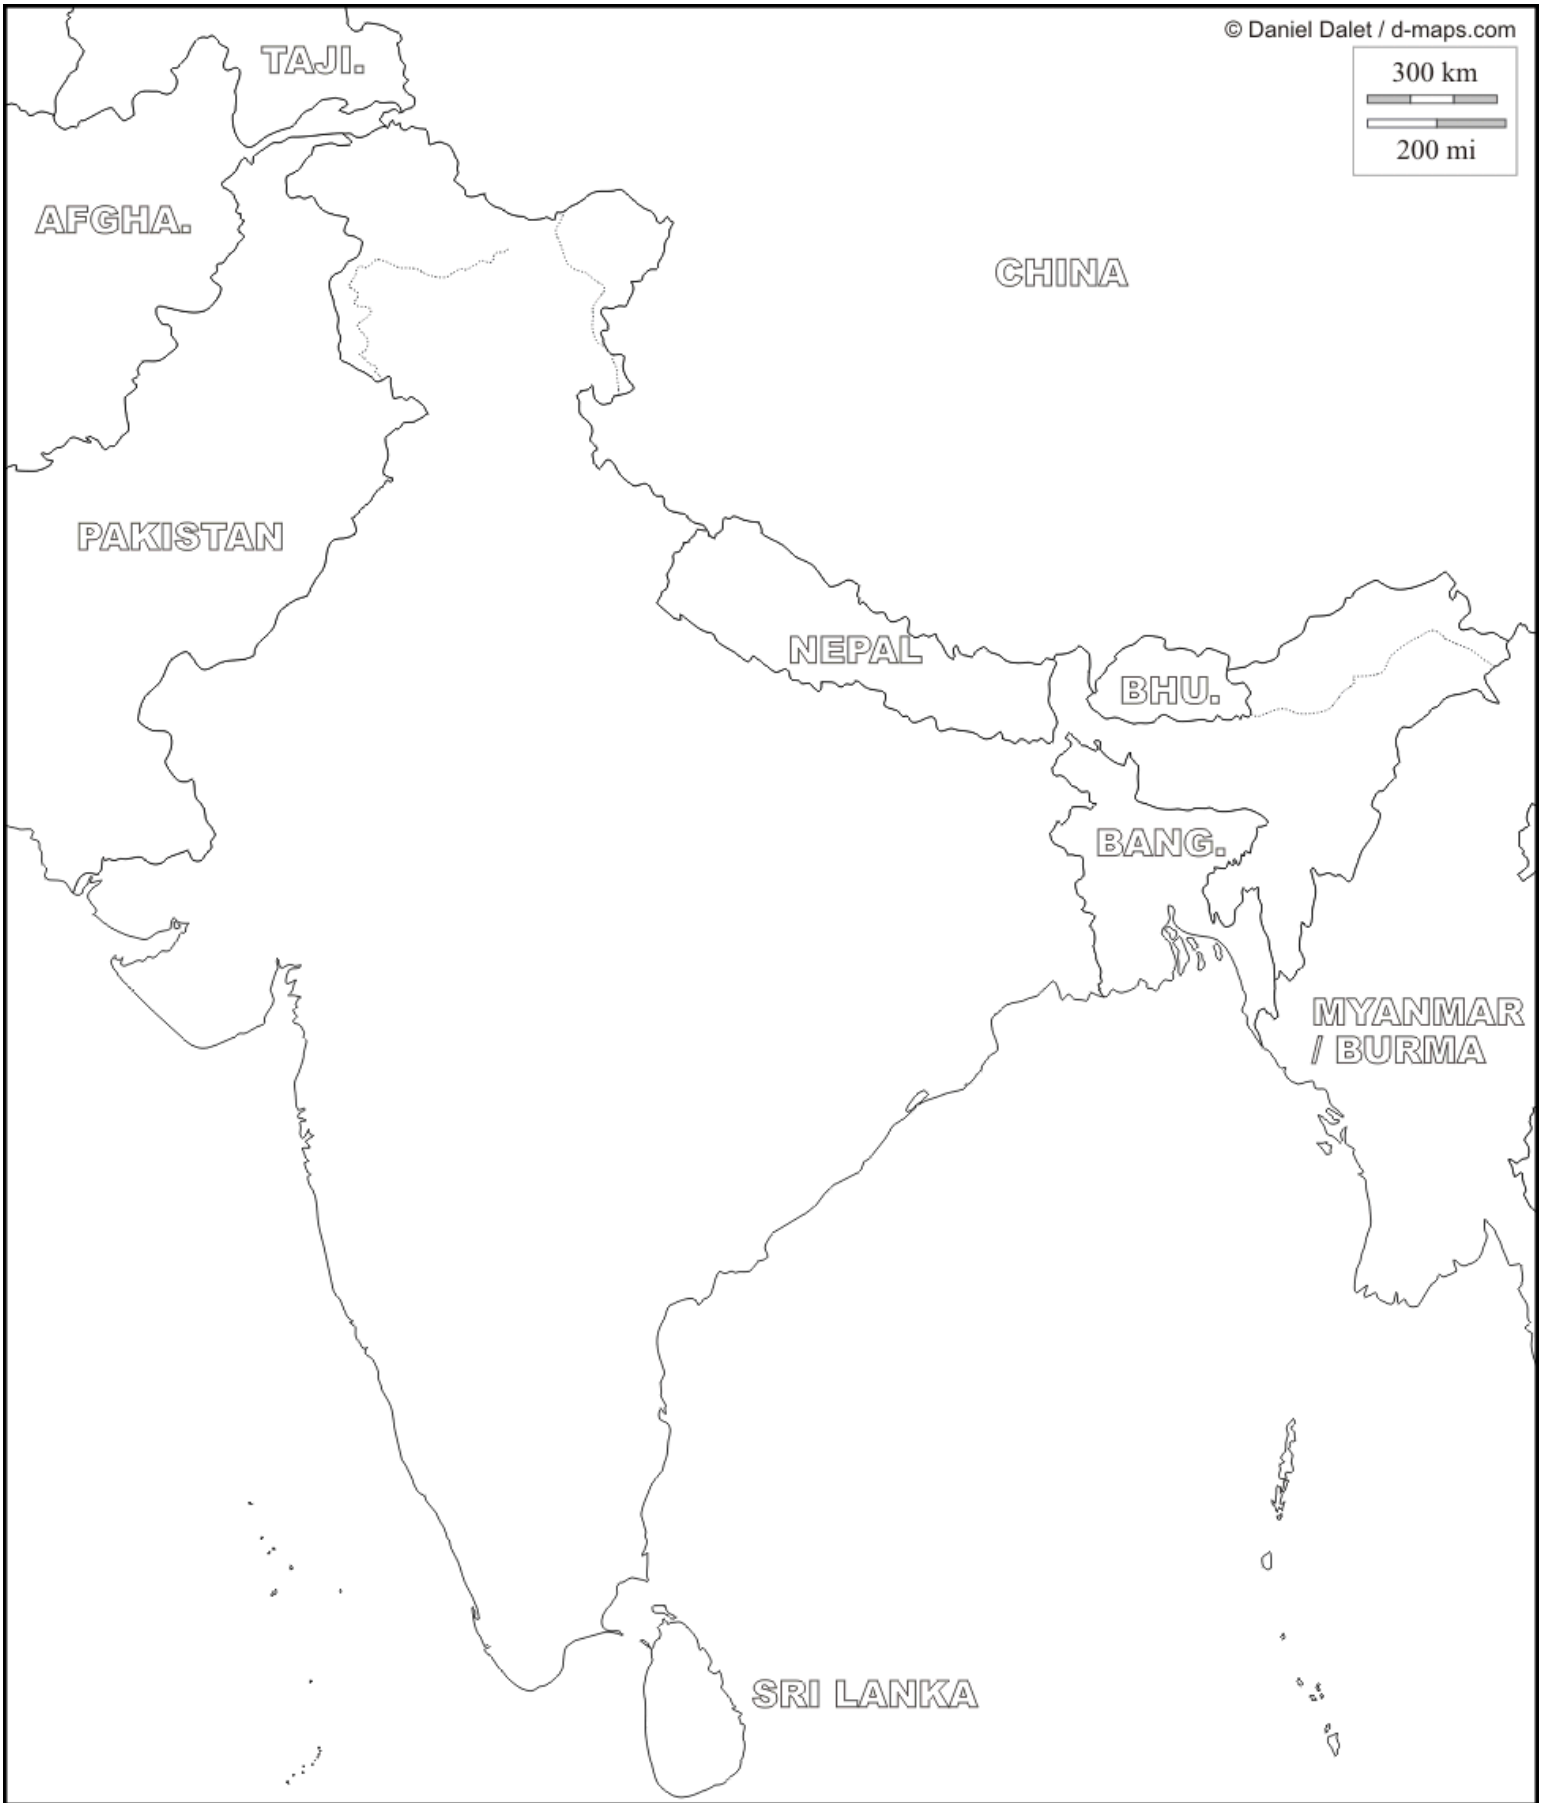 © Daniel Dalet / d-maps.com
300 km
200 mi
TAJI.
AFGHA.
CHINA
PAKISTAN
NEPAL
BHU.
BANG.
MYANMAR
/ BURMA
SRI LANKA